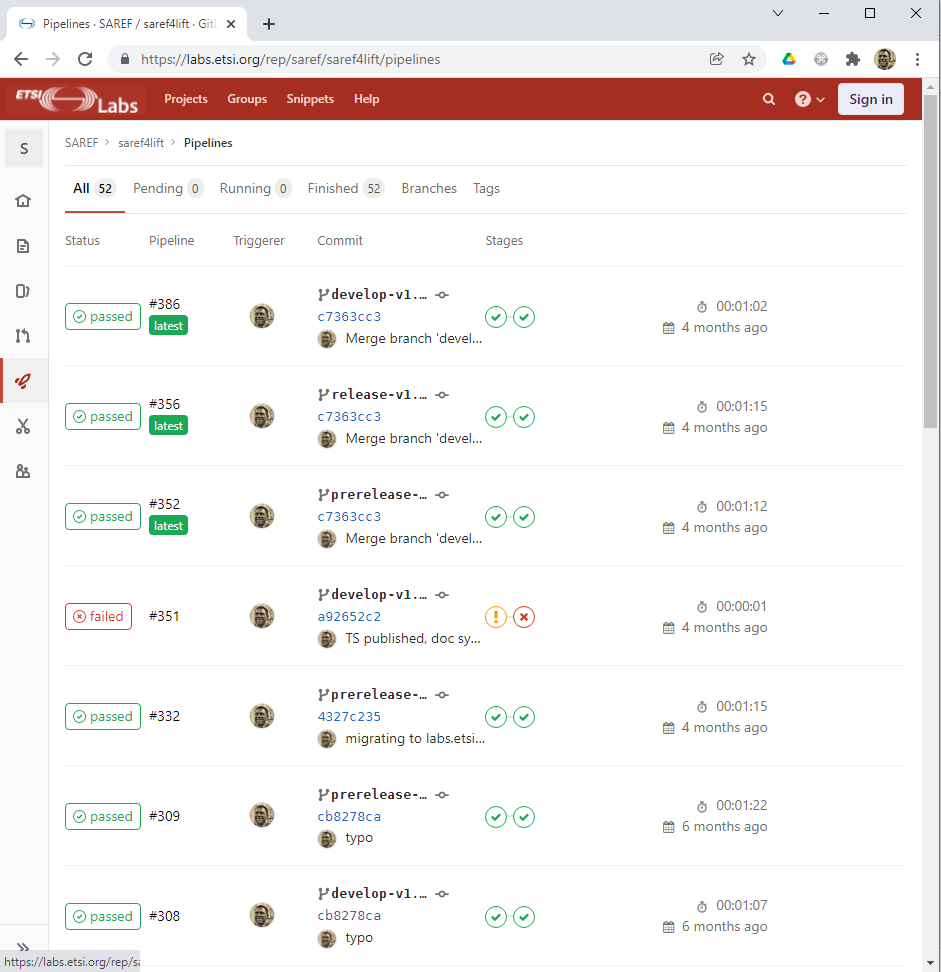 Pipelines · SAREF / saref4lift · Git
https://labs.etsi.org/rep/saref/saref4lift/pipelines
ETSI Labs Projects Groups Snippets Help ? Sign in
S SAREF > saref4lift > Pipelines
All 52 Pending 0 Running 0 Finished 52 Branches Tags
Status Pipeline Triggerer Commit Stages
passed #386 latest
develop-v1.…
c7363cc3
Merge branch 'devel…
00:01:02
4 months ago
passed #356 latest
release-v1.…
c7363cc3
Merge branch 'devel…
00:01:15
4 months ago
passed #352 latest
prerelease-…
c7363cc3
Merge branch 'devel…
00:01:12
4 months ago
failed #351
develop-v1.…
a92652c2
TS published, doc sy…
00:00:01
4 months ago
passed #332
prerelease-…
4327c235
migrating to labs.etsi…
00:01:15
4 months ago
passed #309
prerelease-…
cb8278ca
typo
00:01:22
6 months ago
passed #308
develop-v1.…
cb8278ca
typo
00:01:07
6 months ago
https://labs.etsi.org/rep/sa